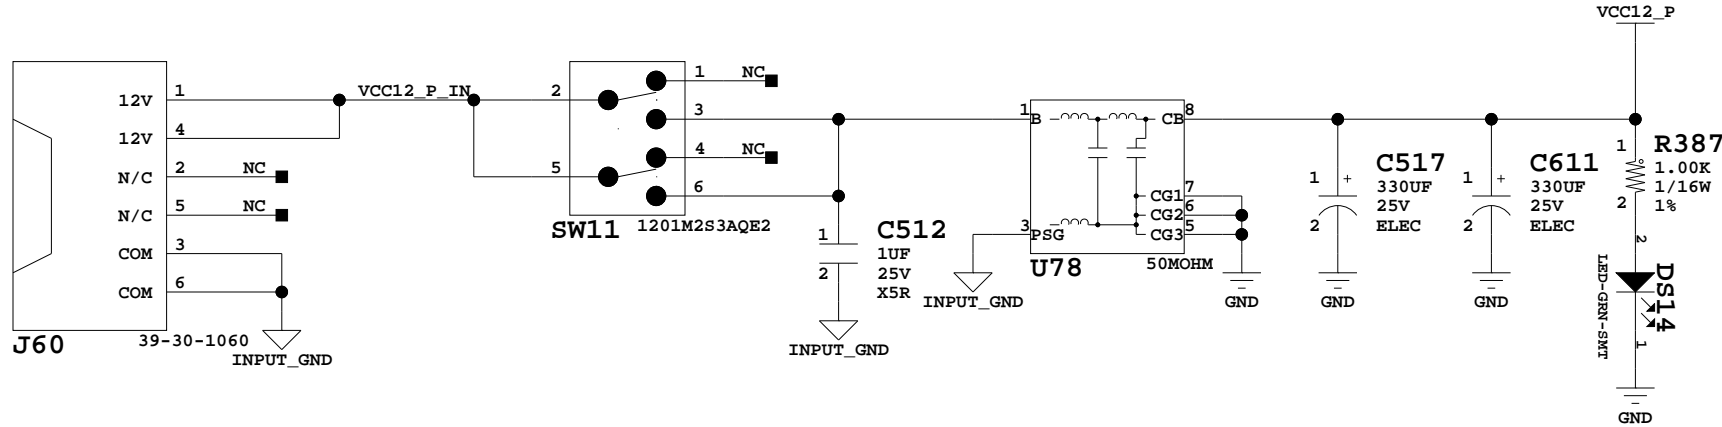 VCC12_P
12V 1
VCC12_P_IN
12V 4
N/C 2 NC
N/C 5 NC
COM 3
COM 6
J60
39-30-1060
INPUT_GND
2
5
1 NC
3
4 NC
6
SW11
1201M2S3AQE2
1
2
C512
1UF
25V
X5R
INPUT_GND
1 B
CB 8
CG1 7
CG2 6
CG3 5
3 PSG
U78
50MOHM
INPUT_GND
GND
1 +
2
C517
330UF
25V
ELEC
GND
1 +
2
C611
330UF
25V
ELEC
GND
1
2
R387
1.00K
1/16W
1%
2
DS14
LED-GRN-SMT
1
GND